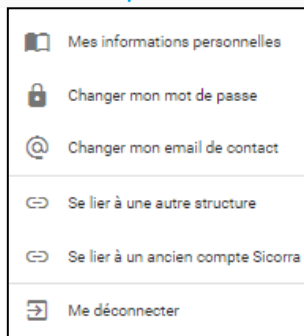 Mes informations personnelles
Changer mon mot de passe
Changer mon email de contact
Se lier à une autre structure
Se lier à un ancien compte Sicorra
Me déconnecter